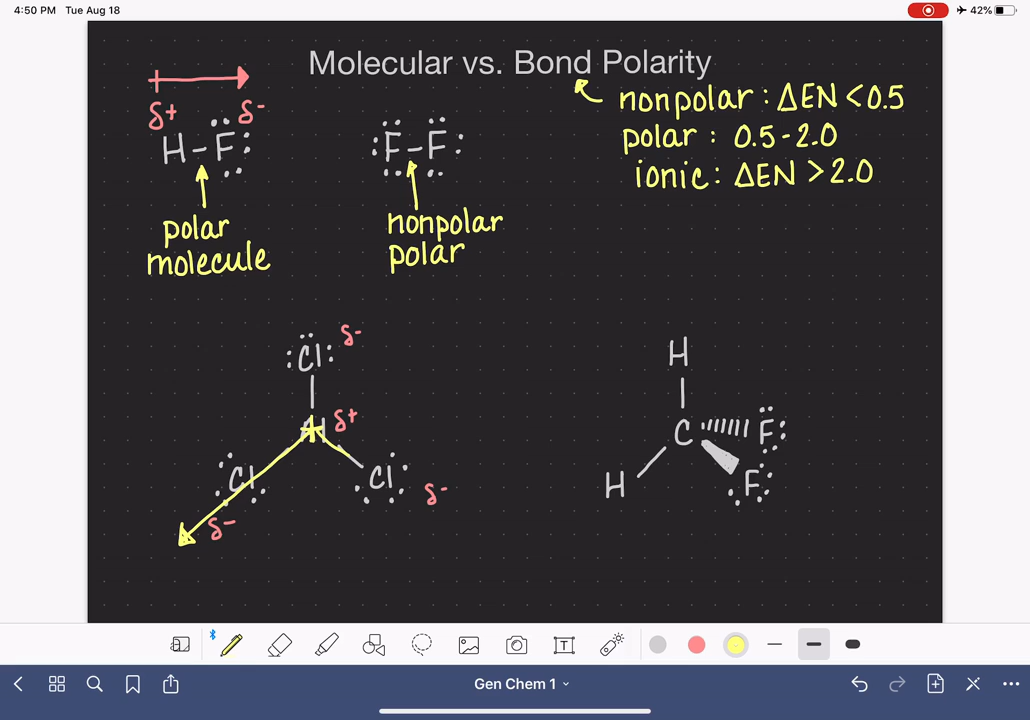 4:50 PM Tue Aug 18
42%
Molecular vs. Bond Polarity
nonpolar : ΔEN < 0.5
polar : 0.5 - 2.0
ionic : ΔEN > 2.0
δ+ δ-
H - F
F - F
polar
molecule
nonpolar
polar
Cl δ-
δ+
Cl Cl
δ- δ-
H
C F
H F
T
Gen Chem 1